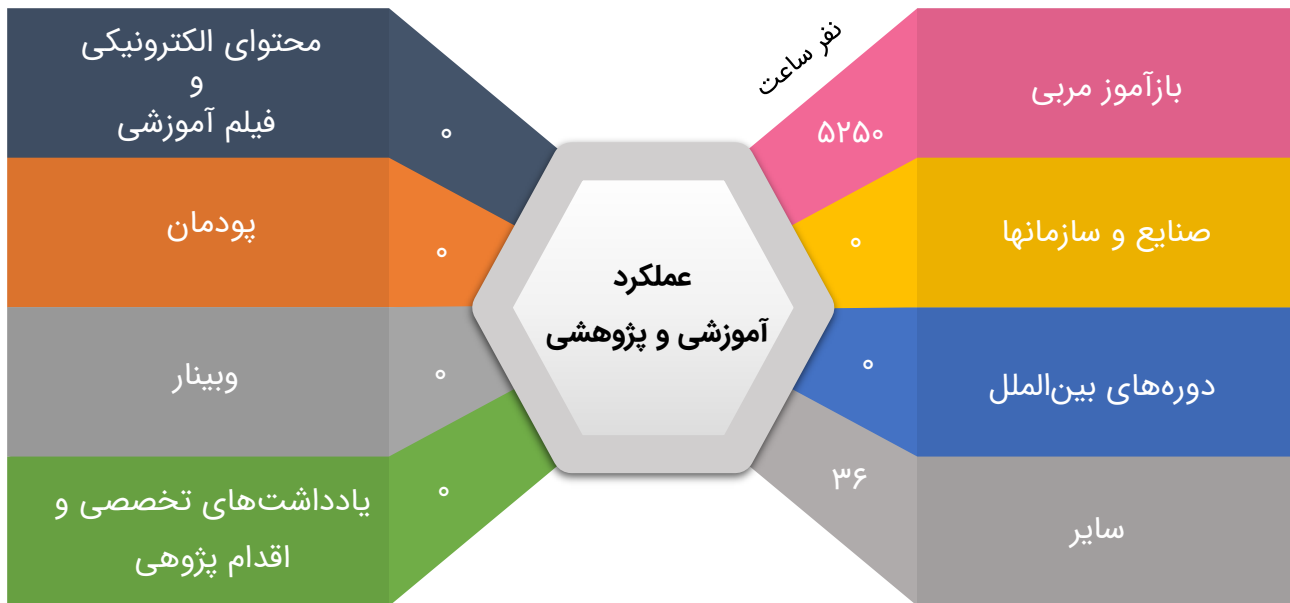 نفر ساعت
بازآموز مربی
۵۲۵۰
صنایع و سازمانها
۰
دوره‌های بین‌الملل
۰
سایر
۳۶
عملکرد
آموزشی و پژوهشی
محتوای الکترونیکی
و
فیلم آموزشی
۰
پودمان
۰
وبینار
۰
یادداشت‌های تخصصی و
اقدام پژوهی
۰